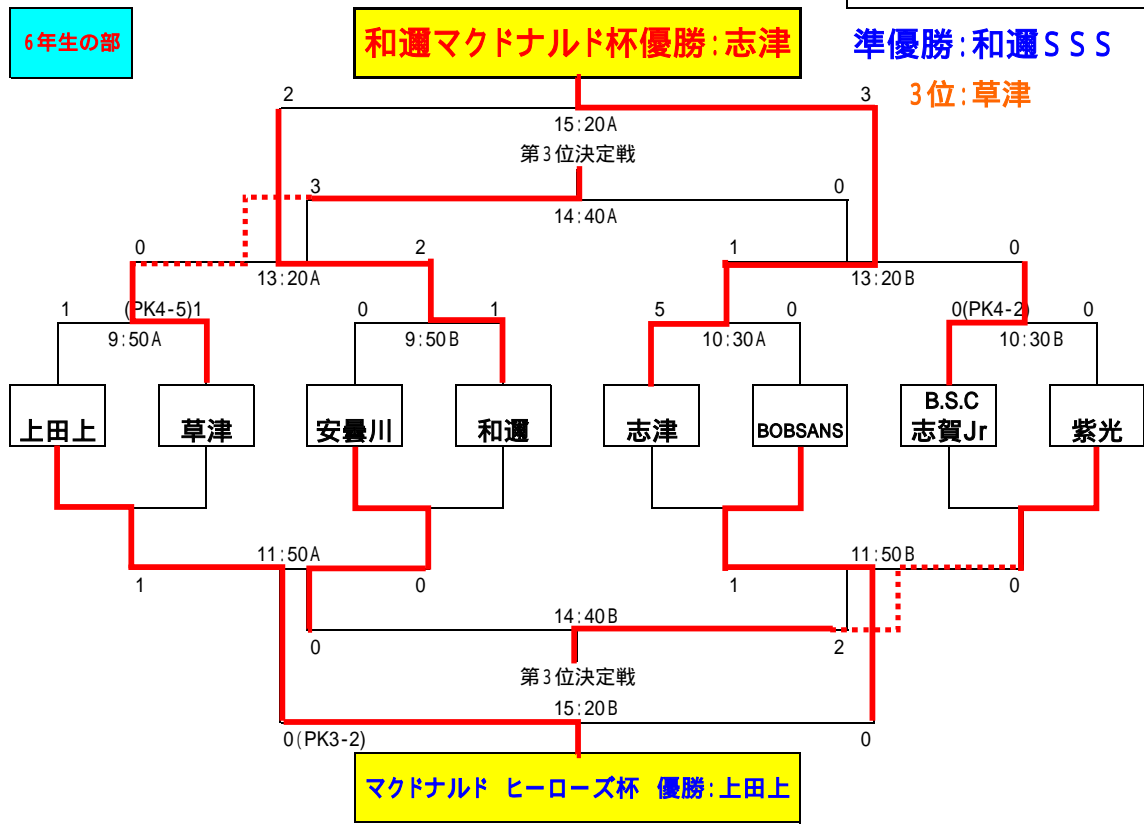 6年生の部
和邇マクドナルド杯優勝:志津
準優勝:和邇SSS
3位:草津
2
3
15:20A
第3位決定戦
3
0
14:40A
0
2
1
0
13:20A
13:20B
1
(PK4-5)1
0
1
5
0
0(PK4-2)
0
9:50A
9:50B
10:30A
10:30B
上田上
草津
安曇川
和邇
志津
BOBSANS
B.S.C
志賀Jr
紫光
11:50A
11:50B
1
0
1
0
14:40B
0
2
第3位決定戦
15:20B
0(PK3-2)
0
マクドナルド ヒーローズ杯 優勝:上田上